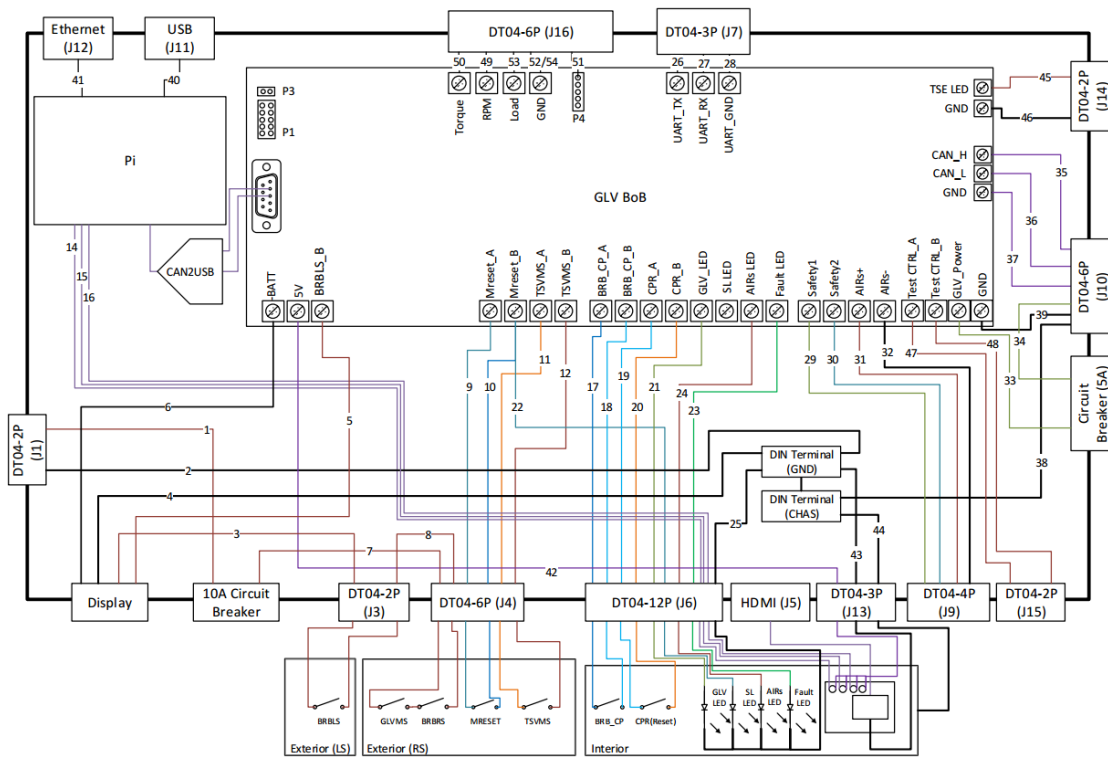 Ethernet
(J12)
USB
(J11)
DT04-6P (J16)
DT04-3P (J7)
41
40
50
49
53
52/54
51
26
27
28
P3
P1
Torque
RPM
Load
GND
P4
UART_TX
UART_RX
UART_GND
TSE LED
GND
45
46
DT04-2P
(J14)
Pi
GLV BoB
CAN_H
CAN_L
GND
35
36
37
14
15
16
CAN2USB
DT04-6P
(J10)
-BATT
5V
BRBLS_B
Mreset_A
Mreset_B
TSVMS_A
TSVMS_B
BRB_CP_A
BRB_CP_B
CPR_A
CPR_B
GLV_LED
SL LED
AIRs LED
Fault LED
Safety1
Safety2
AIRs+
AIRs-
Test CTRL_A
Test CTRL_B
GLV_Power
GND
39
34
33
38
Circuit
Breaker (5A)
6
5
9
10
11
12
22
17
18
19
20
21
24
23
29
30
31
32
47
48
DT04-2P
(J1)
1
2
4
3
8
7
42
25
DIN Terminal
(GND)
DIN Terminal
(CHAS)
43
44
Display
10A Circuit
Breaker
DT04-2P
(J3)
DT04-6P (J4)
DT04-12P (J6)
HDMI (J5)
DT04-3P
(J13)
DT04-4P
(J9)
DT04-2P
(J15)
BRBLS
Exterior (LS)
GLVMS
BRBRS
MRESET
TSVMS
Exterior (RS)
BRB_CP
CPR(Reset)
GLV
LED
SL
LED
AIRs
LED
Fault
LED
Interior